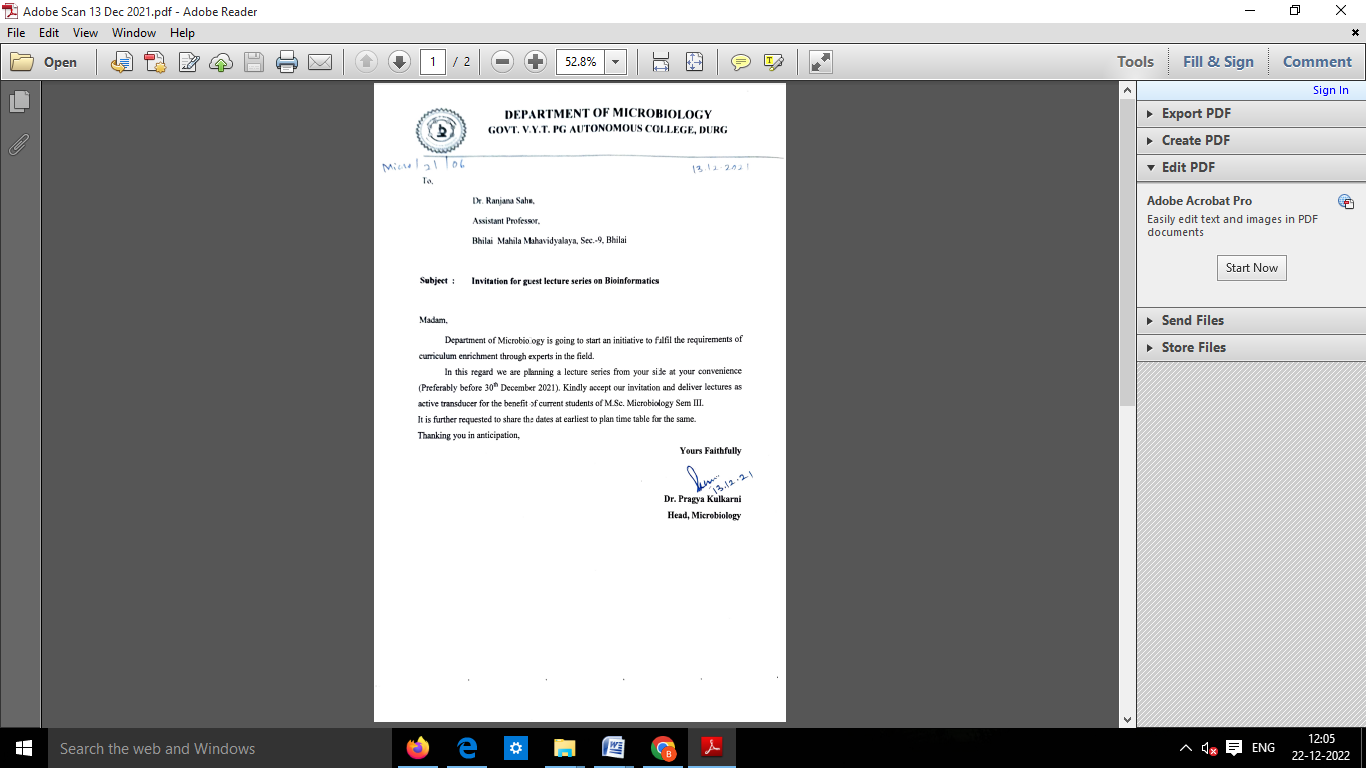 Adobe Scan 13 Dec 2021.pdf - Adobe Reader
File Edit View Window Help
Open 1 / 2 52.8% Tools Fill & Sign Comment
Sign In
Export PDF
Create PDF
Edit PDF
Adobe Acrobat Pro
Easily edit text and images in PDF
documents
Start Now
Send Files
Store Files
DEPARTMENT OF MICROBIOLOGY
GOVT. V.Y.T. PG AUTONOMOUS COLLEGE, DURG
Micro/21/06 13.12.2021
To,
Dr. Ranjana Sahu,
Assistant Professor,
Bhilai Mahila Mahavidyalaya, Sec.-9, Bhilai
Subject : Invitation for guest lecture series on Bioinformatics
Madam,
Department of Microbiology is going to start an initiative to fulfil the requirements of
curriculum enrichment through experts in the field.
In this regard we are planning a lecture series from your side at your convenience
(Preferably before 30th December 2021). Kindly accept our invitation and deliver lectures as
active transducer for the benefit of current students of M.Sc. Microbiology Sem III.
It is further requested to share the dates at earliest to plan time table for the same.
Thanking you in anticipation,
Yours Faithfully
13.12.21
Dr. Pragya Kulkarni
Head, Microbiology
Search the web and Windows
ENG
12:05
22-12-2022